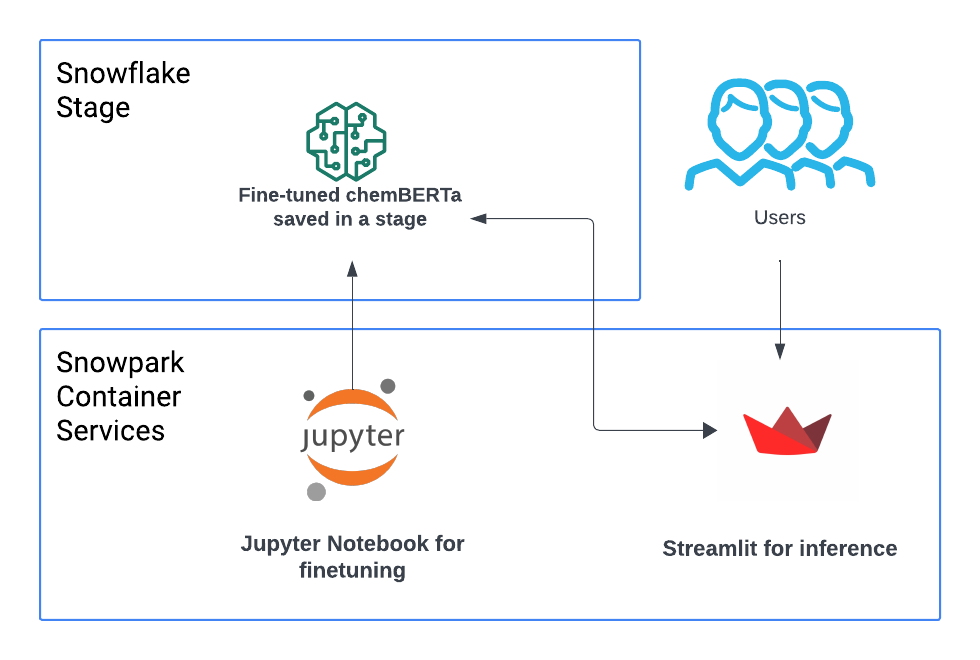 Snowflake
Stage
Fine-tuned chemBERTa
saved in a stage
Users
Snowpark
Container
Services
jupyter
Jupyter Notebook for
finetuning
Streamlit for inference